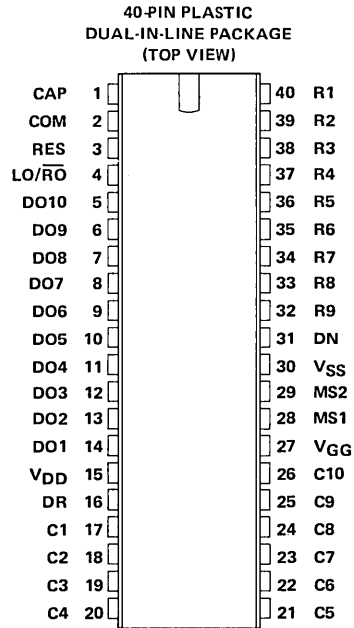 40-PIN PLASTIC
DUAL-IN-LINE PACKAGE
(TOP VIEW)
CAP 1 40 R1
COM 2 39 R2
RES 3 38 R3
LO/R̅O̅ 4 37 R4
DO10 5 36 R5
DO9 6 35 R6
DO8 7 34 R7
DO7 8 33 R8
DO6 9 32 R9
DO5 10 31 DN
DO4 11 30 VSS
DO3 12 29 MS2
DO2 13 28 MS1
DO1 14 27 VGG
VDD 15 26 C10
DR 16 25 C9
C1 17 24 C8
C2 18 23 C7
C3 19 22 C6
C4 20 21 C5